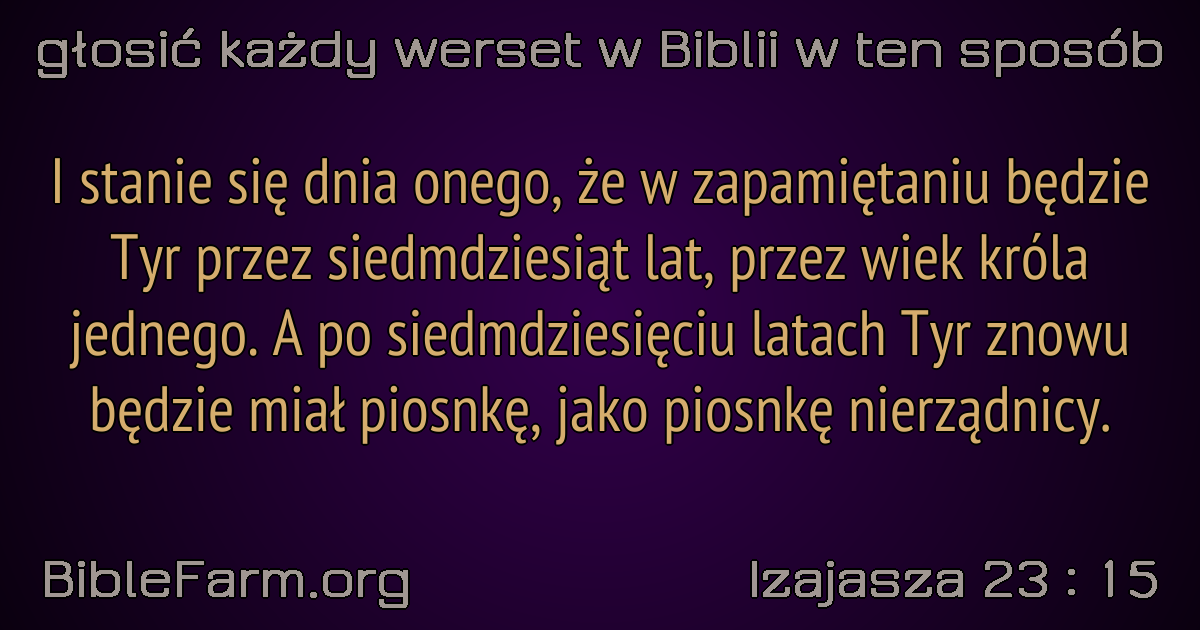 głosić każdy werset w Biblii w ten sposób
I stanie się dnia onego, że w zapamiętaniu będzie
Tyr przez siedmdziesiąt lat, przez wiek króla
jednego. A po siedmdziesięciu latach Tyr znowu
będzie miał piosnkę, jako piosnkę nierządnicy.
BibleFarm.org
Izajasza 23 : 15